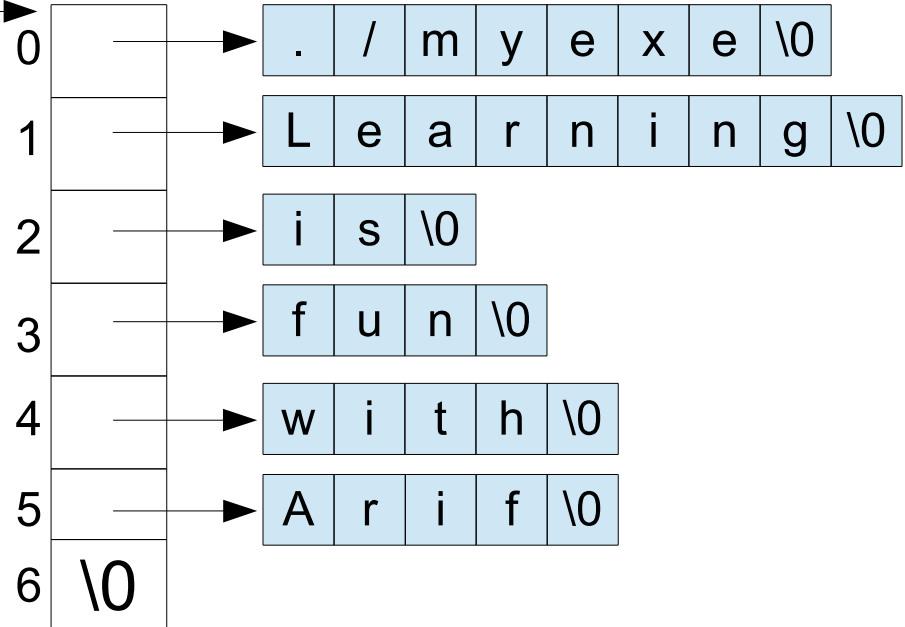 0 . / m y e x e \0
1 L e a r n i n g \0
2 i s \0
3 f u n \0
4 w i t h \0
5 A r i f \0
6 \0